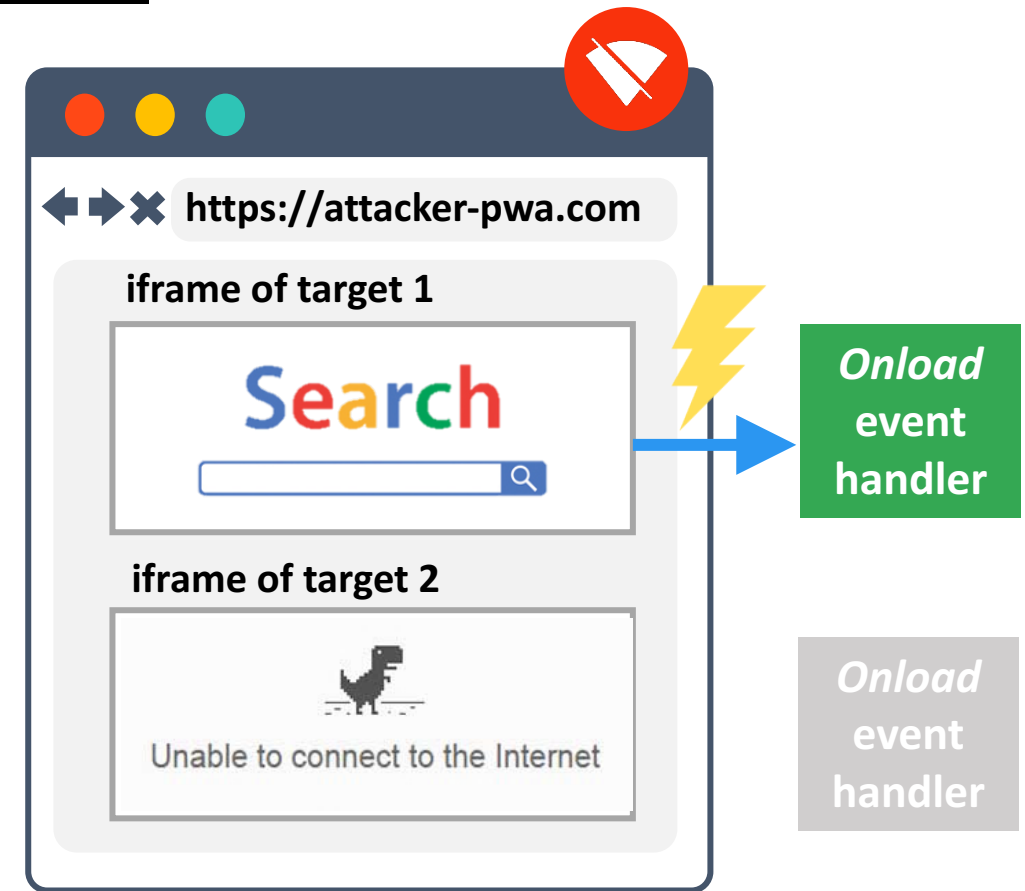 https://attacker-pwa.com
iframe of target 1
Search
Onload
event
handler
iframe of target 2
Unable to connect to the Internet
Onload
event
handler